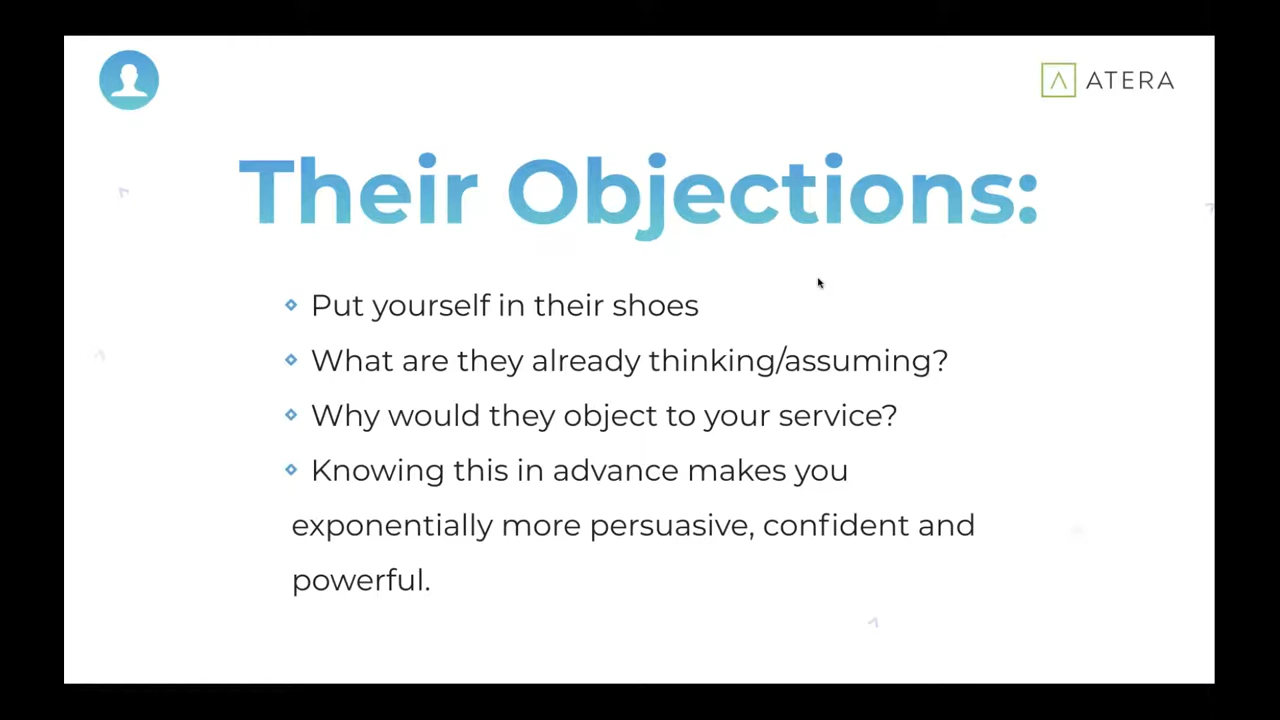 ATERA
Their Objections:
Put yourself in their shoes
What are they already thinking/assuming?
Why would they object to your service?
Knowing this in advance makes you
exponentially more persuasive, confident and
powerful.